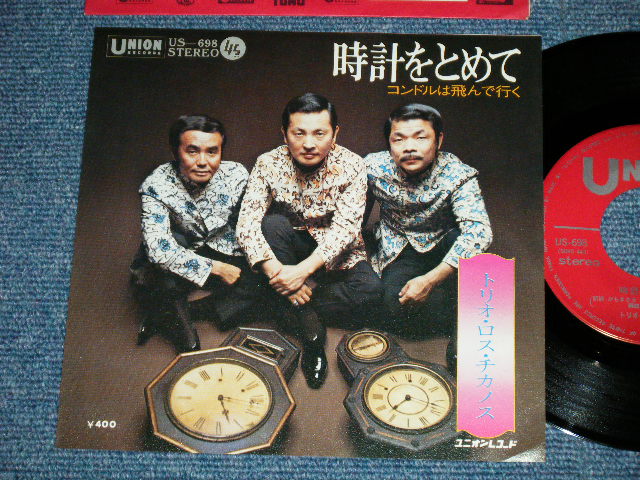 UNION
RECORDS
US-698
STEREO
45
時計をとめて
コンドルは飛んで行く
トリオ・ロス・チカノス
¥400
ユニオンレコード
UNI
US-698
stereo